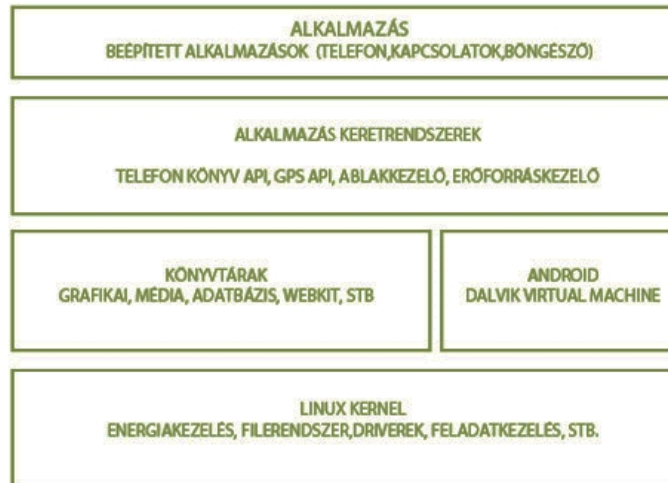 ALKALMAZÁS
BEÉPÍTETT ALKALMAZÁSOK (TELEFON,KAPCSOLATOK,BÖNGÉSZŐ)
ALKALMAZÁS KERETRENDSZEREK
TELEFON KÖNYV API, GPS API, ABLAKKEZELŐ, ERŐFORRÁSKEZELŐ
KÖNYVTÁRAK
GRAFIKAI, MÉDIA, ADATBÁZIS, WEBKIT, STB
ANDROID
DALVIK VIRTUAL MACHINE
LINUX KERNEL
ENERGIAKEZELÉS, FILERENDSZER,DRIVEREK, FELADATKEZELÉS, STB.